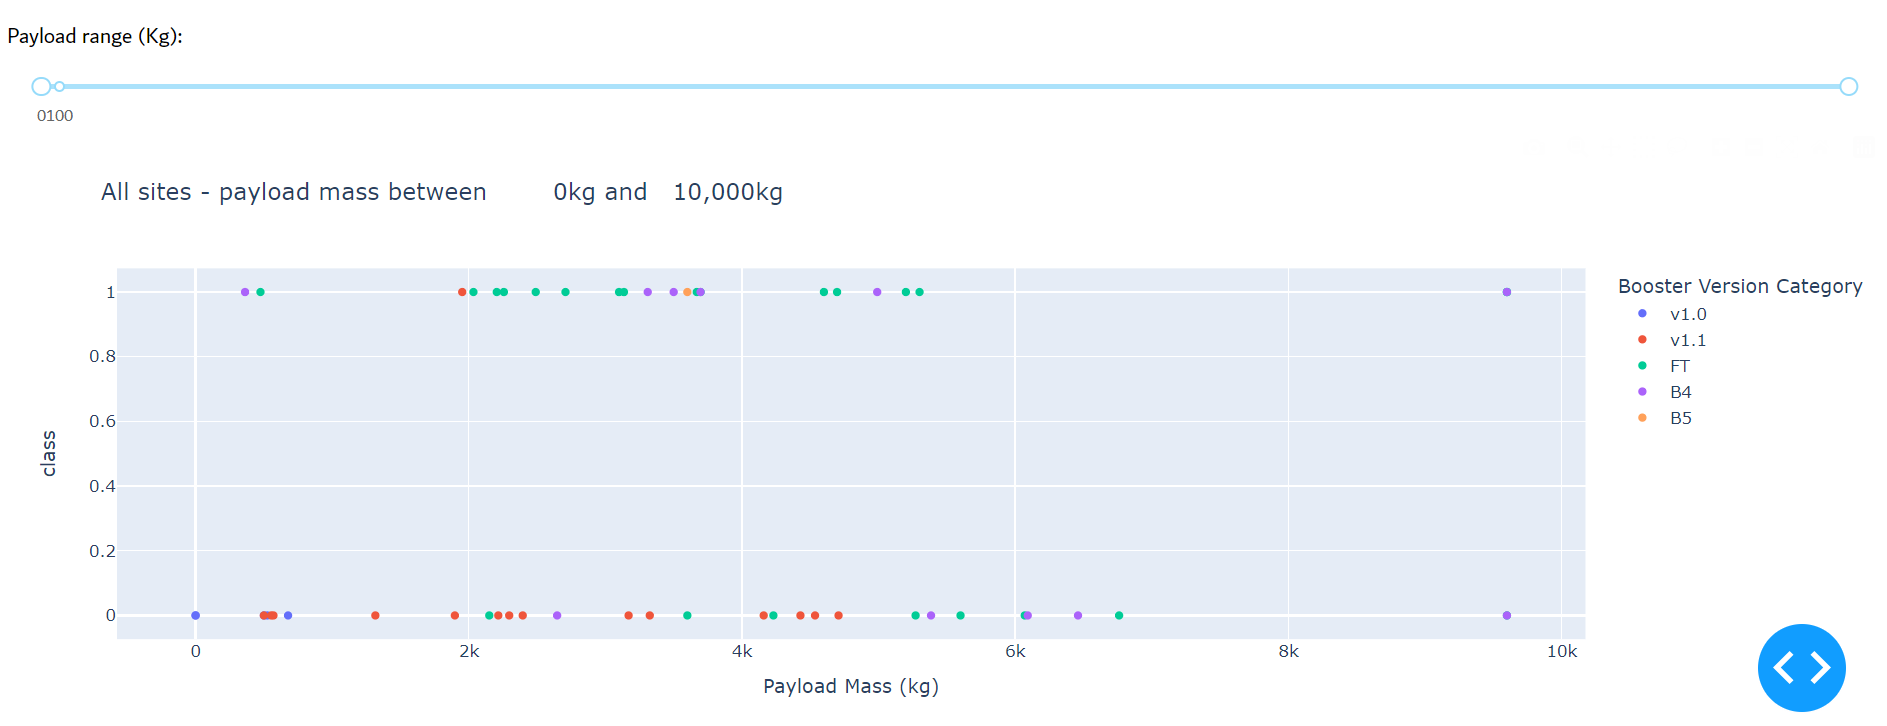 Payload range (Kg):
0100
All sites - payload mass between 0kg and 10,000kg
Booster Version Category
v1.0
v1.1
FT
B4
B5
class
1
0.8
0.6
0.4
0.2
0
0 2k 4k 6k 8k 10k
Payload Mass (kg)